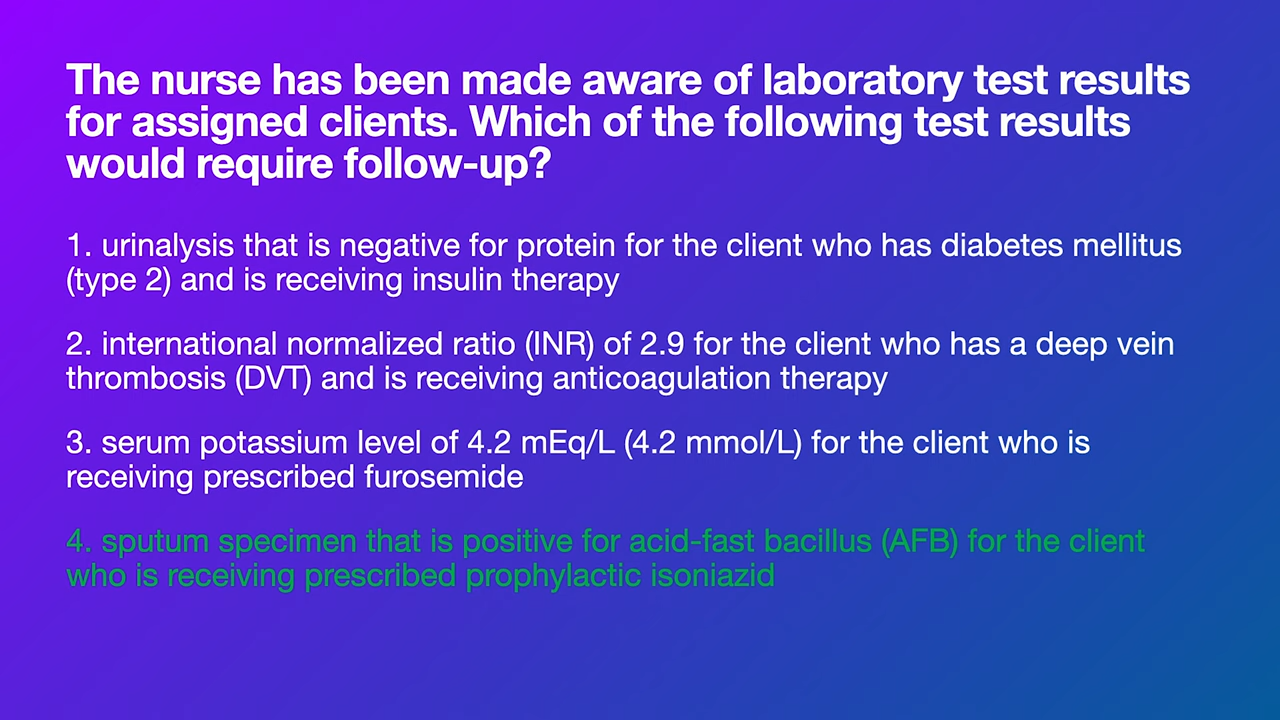 The nurse has been made aware of laboratory test results
for assigned clients. Which of the following test results
would require follow-up?
1. urinalysis that is negative for protein for the client who has diabetes mellitus
(type 2) and is receiving insulin therapy
2. international normalized ratio (INR) of 2.9 for the client who has a deep vein
thrombosis (DVT) and is receiving anticoagulation therapy
3. serum potassium level of 4.2 mEq/L (4.2 mmol/L) for the client who is
receiving prescribed furosemide
4. sputum specimen that is positive for acid-fast bacillus (AFB) for the client
who is receiving prescribed prophylactic isoniazid